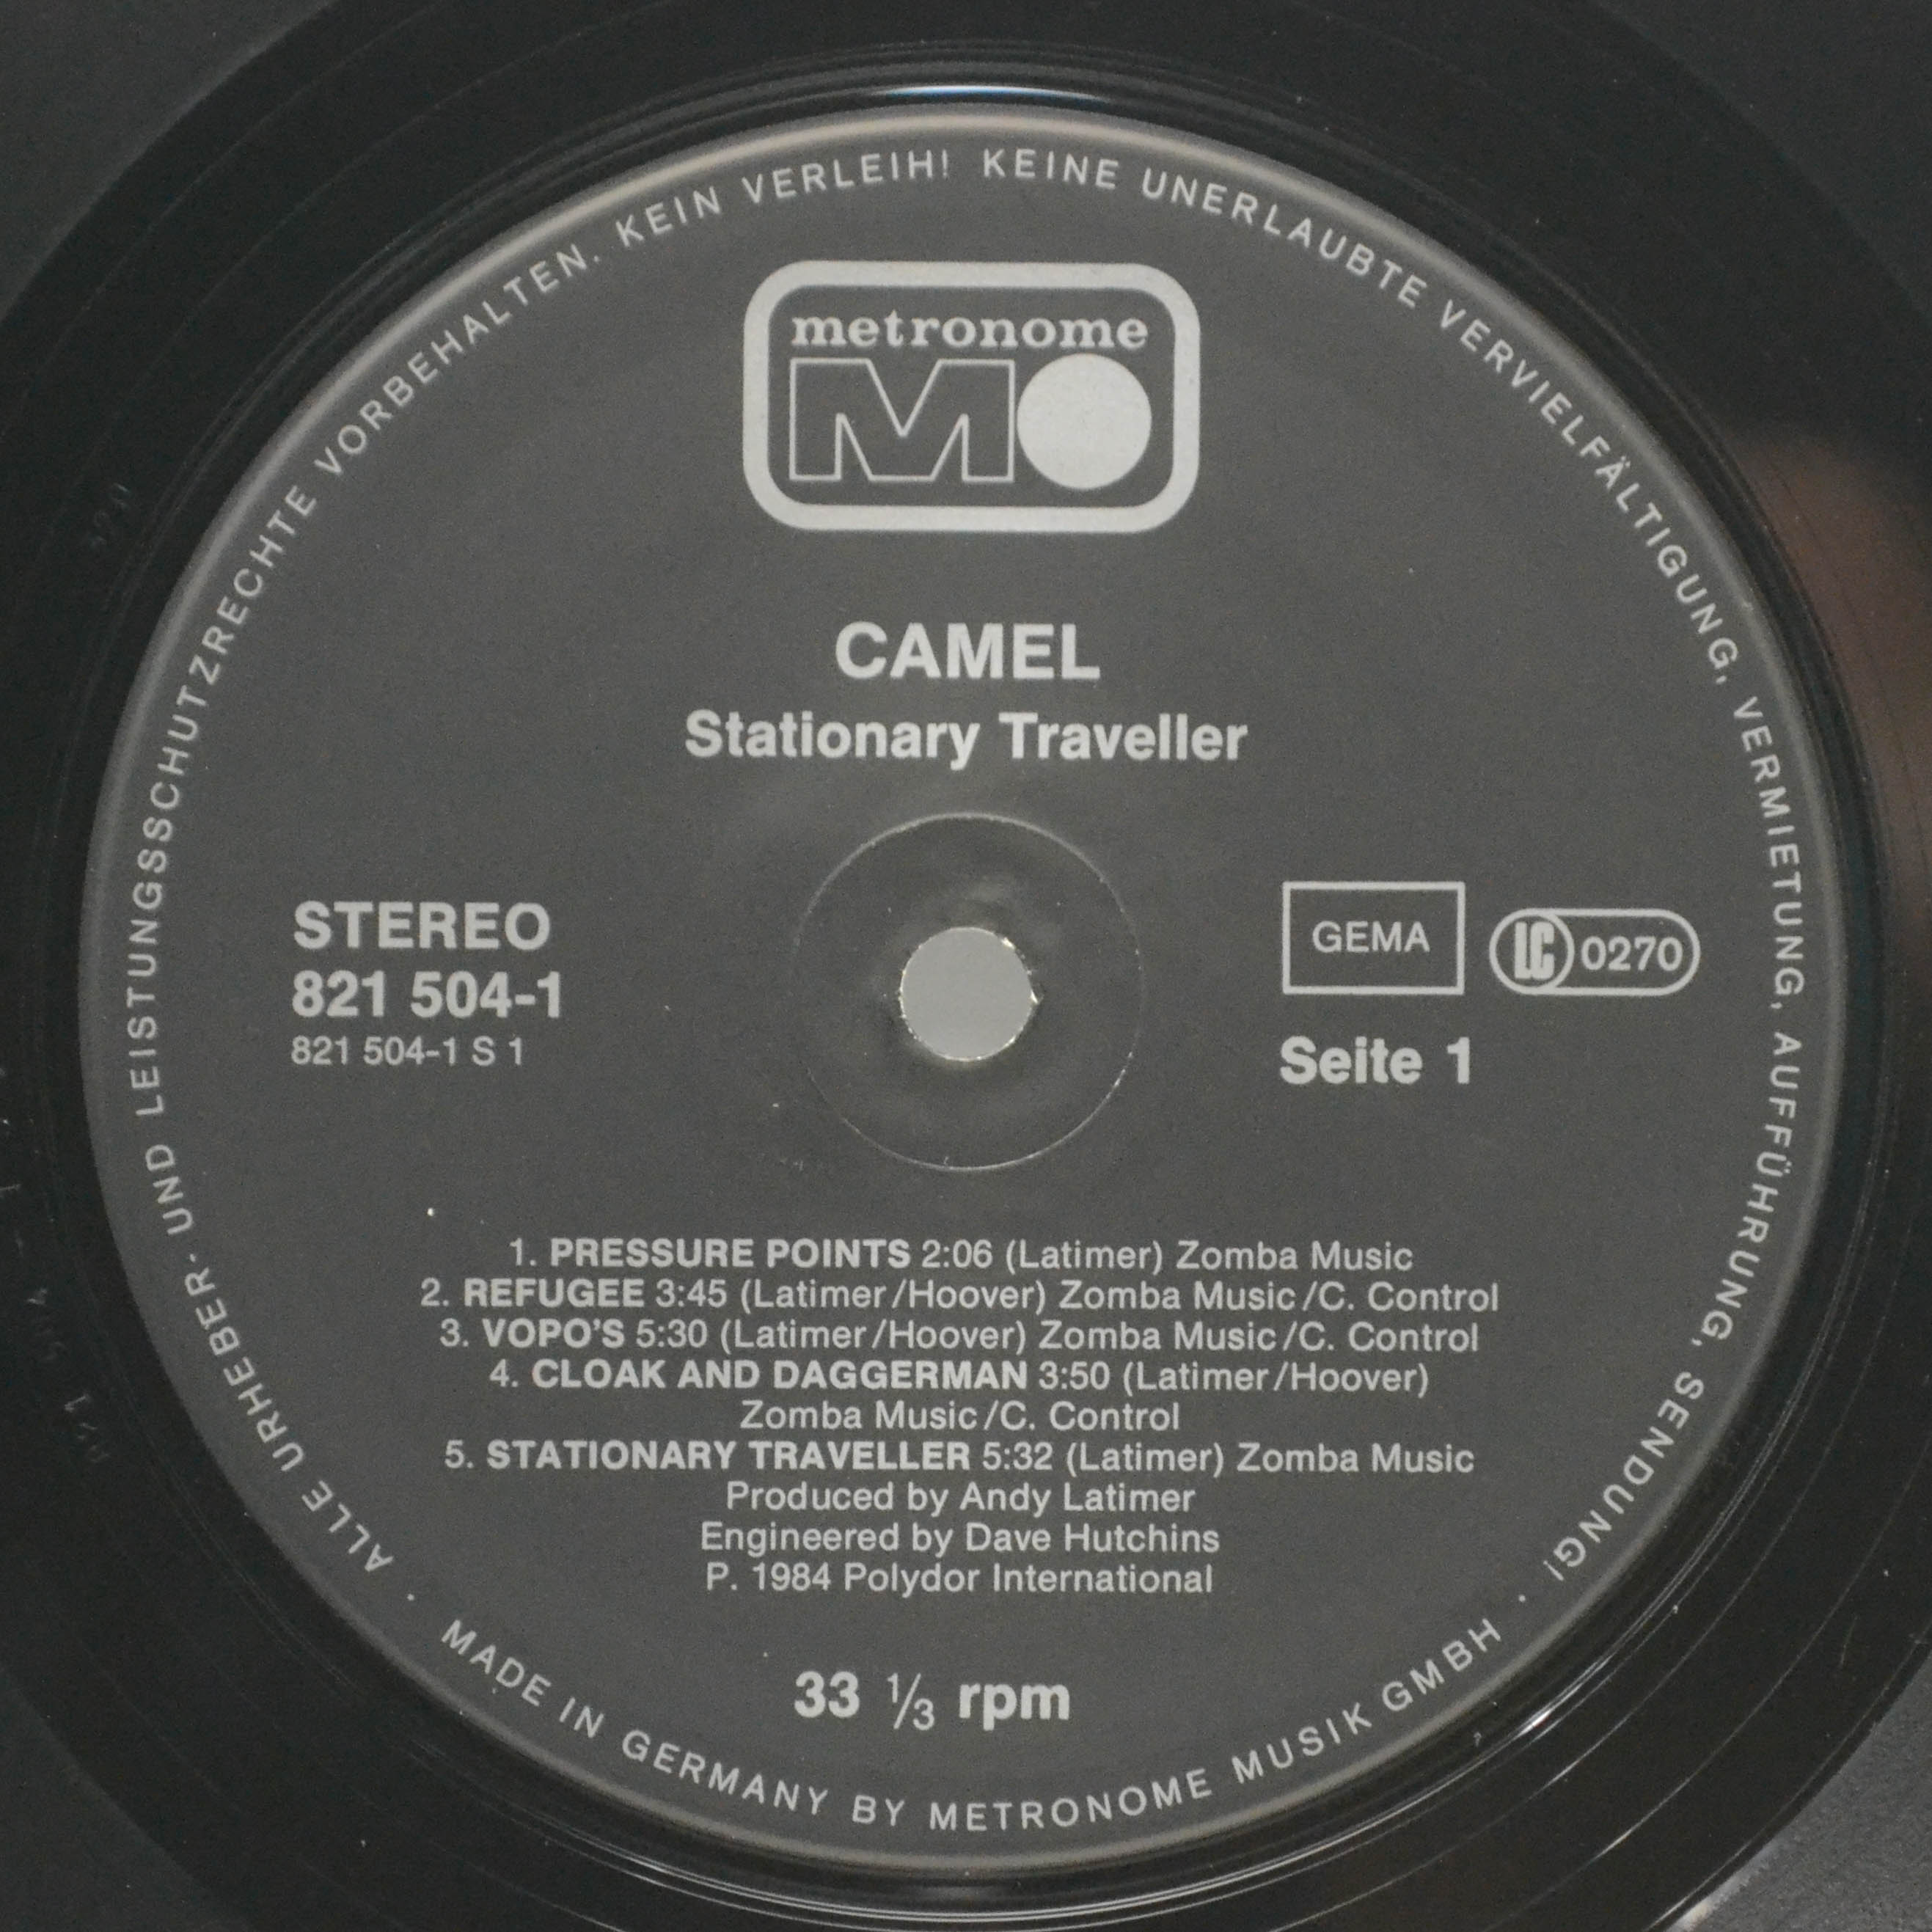 ALLE URHEBER- UND LEISTUNGSSCHUTZRECHTE VORBEHALTEN. KEIN VERLEIH! KEINE UNERLAUBTE VERVIELFÄLTIGUNG, VERMIETUNG, AUFFÜHRUNG, SENDUNG!
metronome
MO
CAMEL
Stationary Traveller
STEREO
821 504-1
821 504-1 S 1
GEMA
LC 0270
Seite 1
1. PRESSURE POINTS 2:06 (Latimer) Zomba Music
2. REFUGEE 3:45 (Latimer/Hoover) Zomba Music/C. Control
3. VOPO'S 5:30 (Latimer/Hoover) Zomba Music/C. Control
4. CLOAK AND DAGGERMAN 3:50 (Latimer/Hoover)
Zomba Music/C. Control
5. STATIONARY TRAVELLER 5:32 (Latimer) Zomba Music
Produced by Andy Latimer
Engineered by Dave Hutchins
P. 1984 Polydor International
33 1/3 rpm
· MADE IN GERMANY BY METRONOME MUSIK GMBH ·